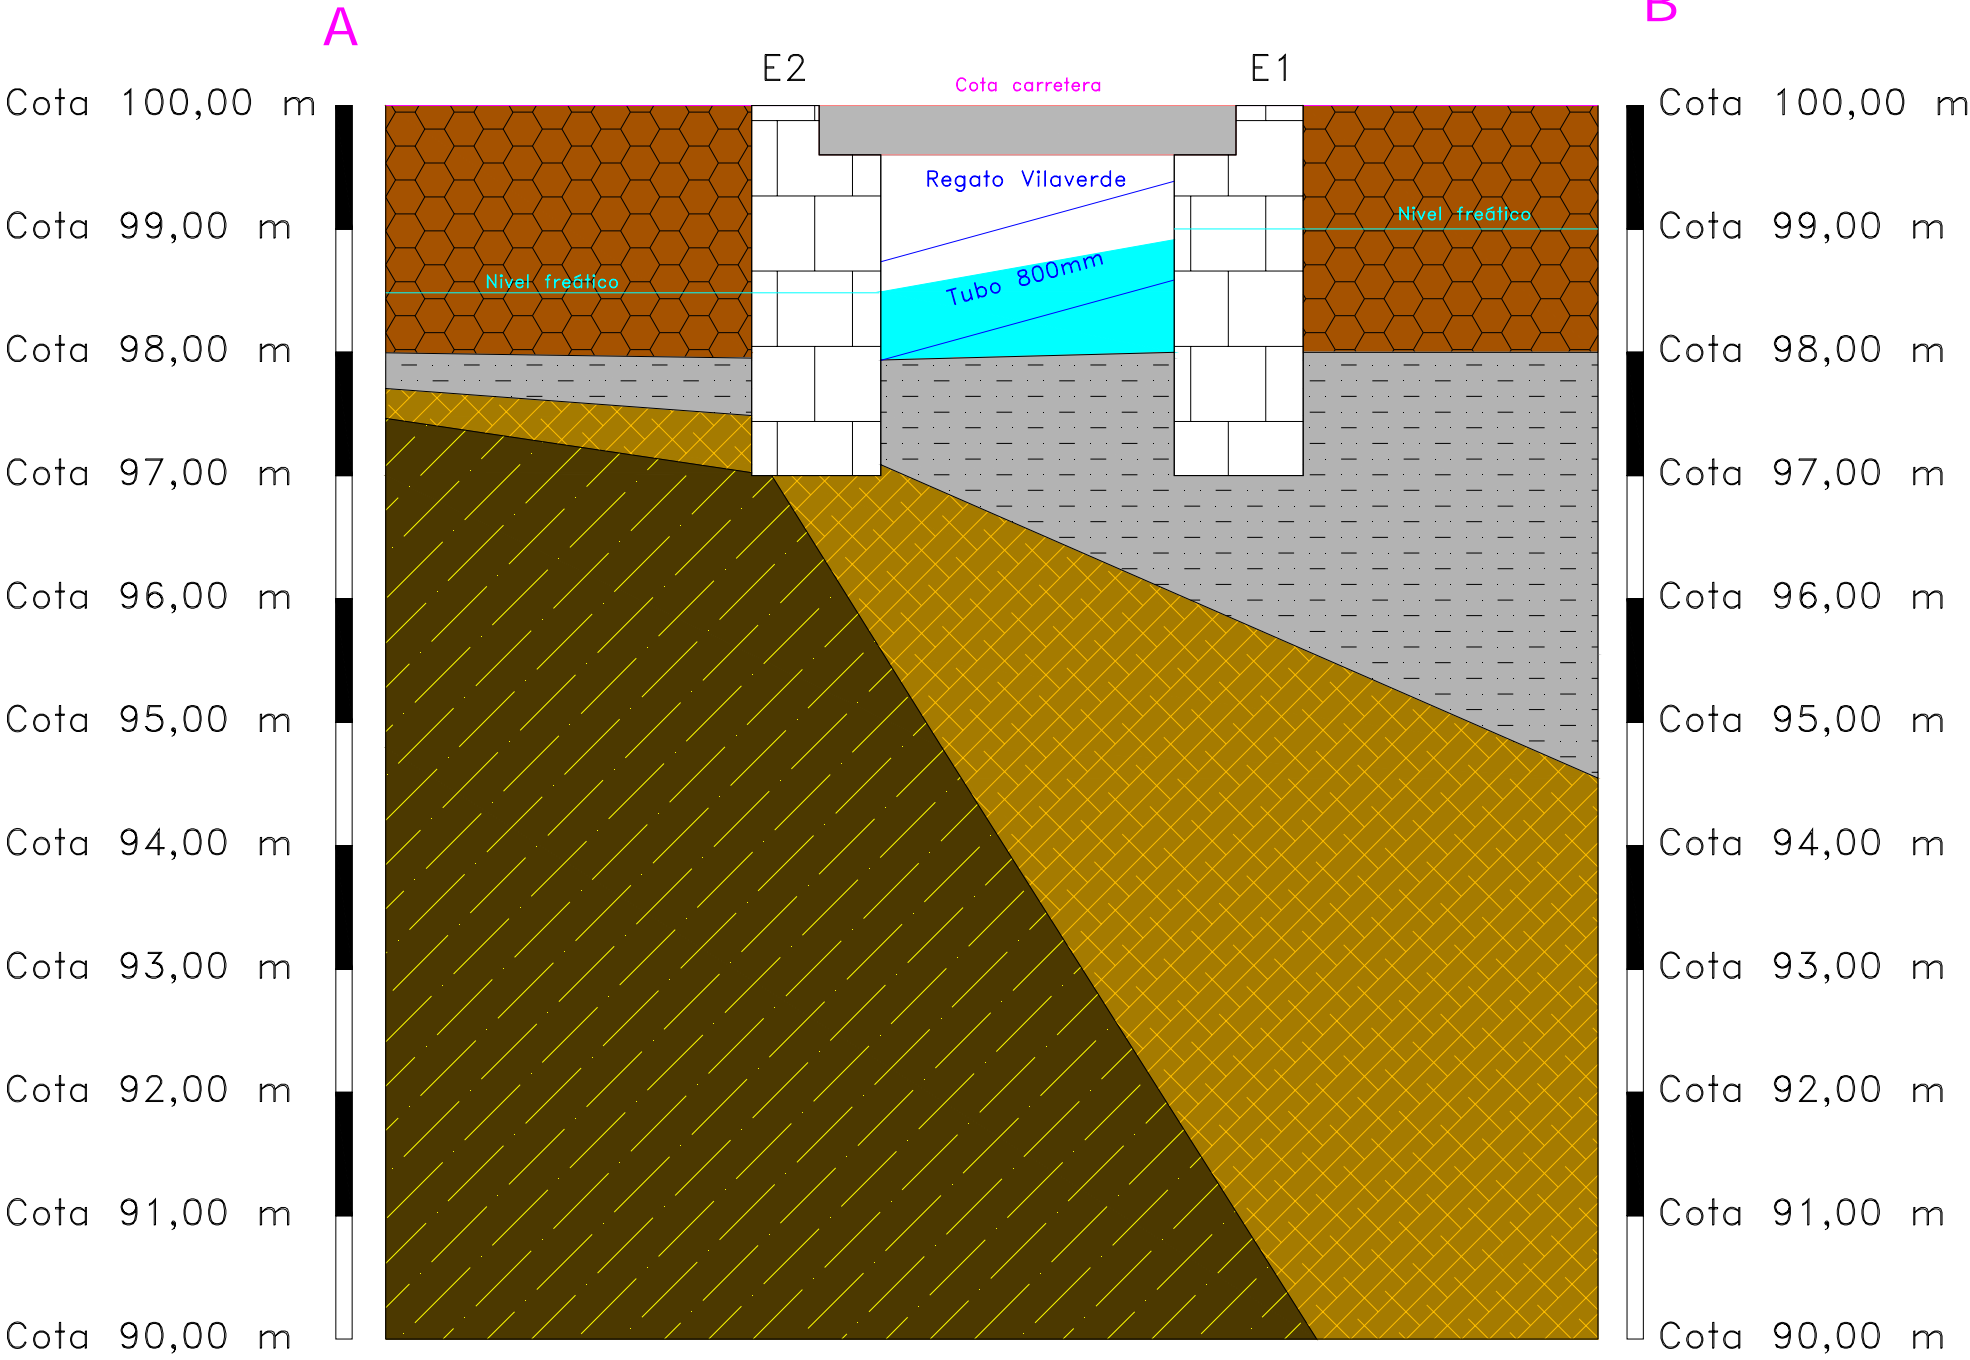 A B
E2 E1
Cota carretera
Cota 100,00 m Cota 100,00 m
Regato Vilaverde
Nivel freático
Cota 99,00 m Cota 99,00 m
Tubo 800mm
Nivel freático
Cota 98,00 m Cota 98,00 m
Cota 97,00 m Cota 97,00 m
Cota 96,00 m Cota 96,00 m
Cota 95,00 m Cota 95,00 m
Cota 94,00 m Cota 94,00 m
Cota 93,00 m Cota 93,00 m
Cota 92,00 m Cota 92,00 m
Cota 91,00 m Cota 91,00 m
Cota 90,00 m Cota 90,00 m